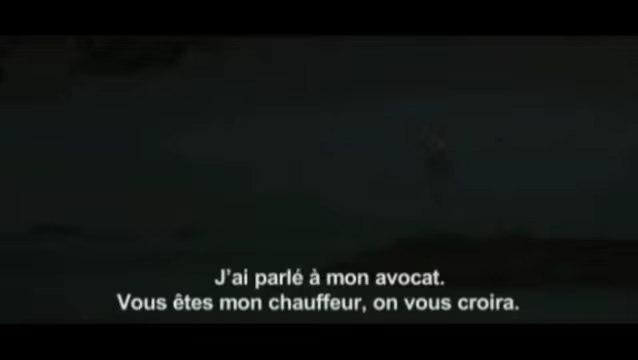 J'ai parlé à mon avocat.
Vous êtes mon chauffeur, on vous croira.